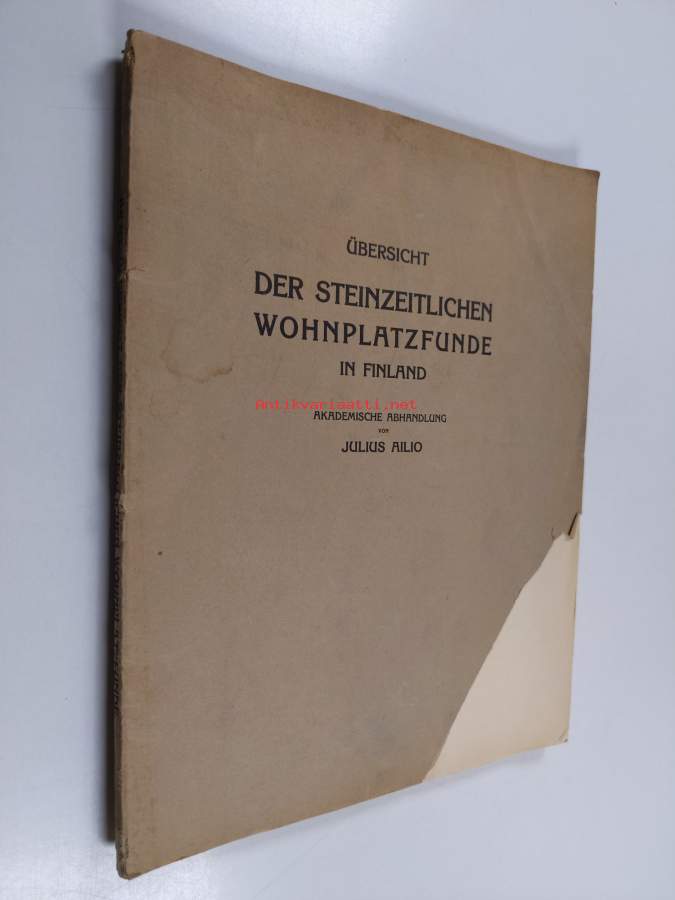 ÜBERSICHT
DER STEINZEITLICHEN
WOHNPLATZFUNDE
IN FINLAND
Antikvariaatti.net
AKADEMISCHE ABHANDLUNG
VON
JULIUS AILIO